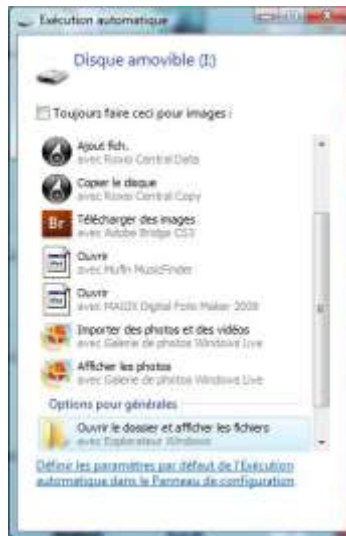 Exécution automatique
Disque amovible (I:)
Toujours faire ceci pour images :
Ajout fich.
avec Roxio Central Data
Copier le disque
avec Roxio Central Copy
Br
Télécharger des images
avec Adobe Bridge CS3
Ouvrir
avec Mufin MusicFinder
Ouvrir
avec MAGIX Digital Foto Maker 2008
Importer des photos et des vidéos
avec Galerie de photos Windows Live
Afficher les photos
avec Galerie de photos Windows Live
Options pour générales
Ouvrir le dossier et afficher les fichiers
avec Explorateur Windows
Définir les paramètres par défaut de l'Exécution
automatique dans le Panneau de configuration